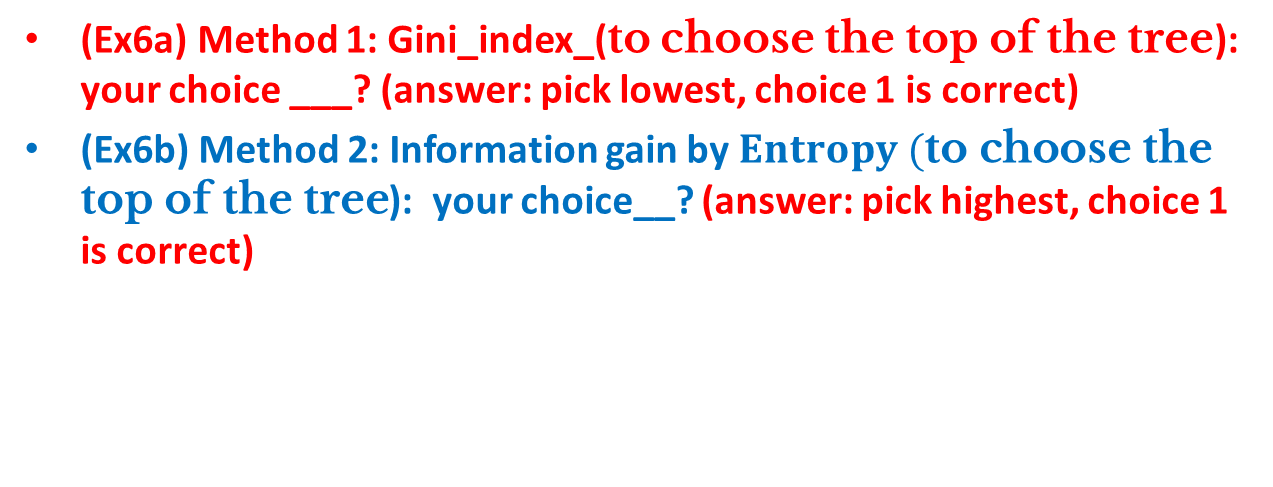 • (Ex6a) Method 1: Gini_index_(to choose the top of the tree):
your choice ___? (answer: pick lowest, choice 1 is correct)
• (Ex6b) Method 2: Information gain by Entropy (to choose the
top of the tree): your choice__? (answer: pick highest, choice 1
is correct)